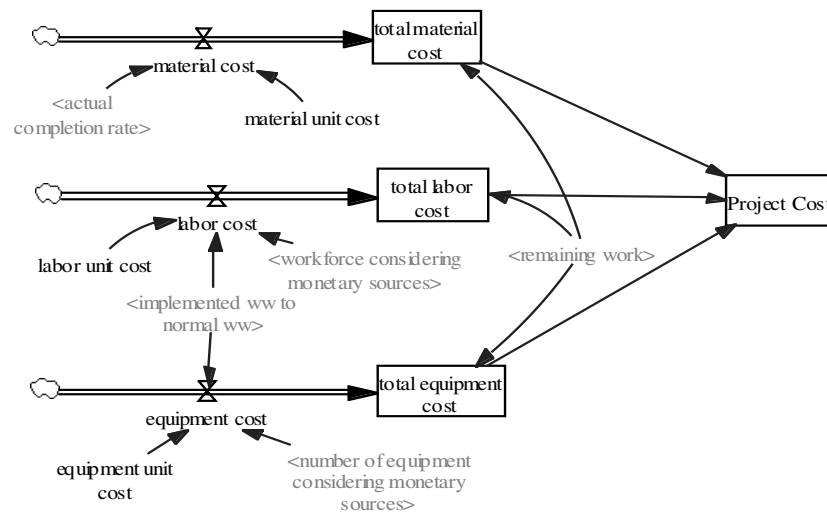 total material
cost
material cost
<actual
completion rate>
material unit cost
total labor
cost
Project Cost
labor cost
labor unit cost
<workforce considering
monetary sources>
<remaining work>
<implemented ww to
normal ww>
total equipment
cost
equipment cost
equipment unit
cost
<number of equipment
considering monetary
sources>